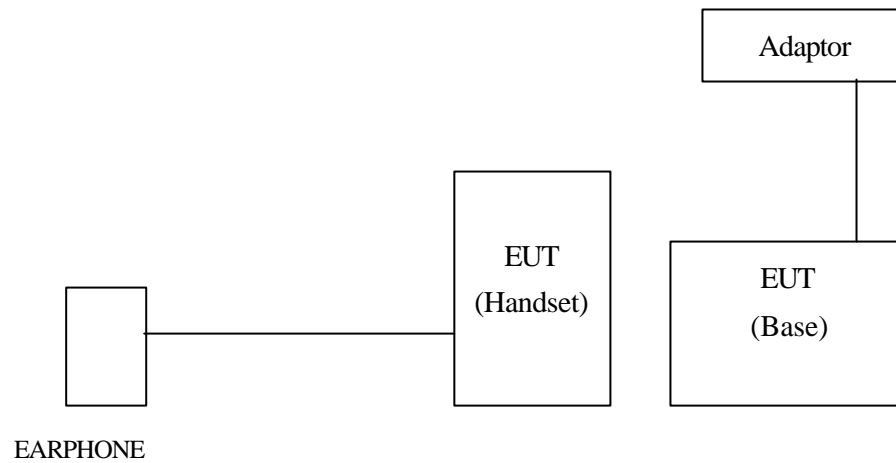 Adaptor
EUT
(Handset)
EUT
(Base)
EARPHONE